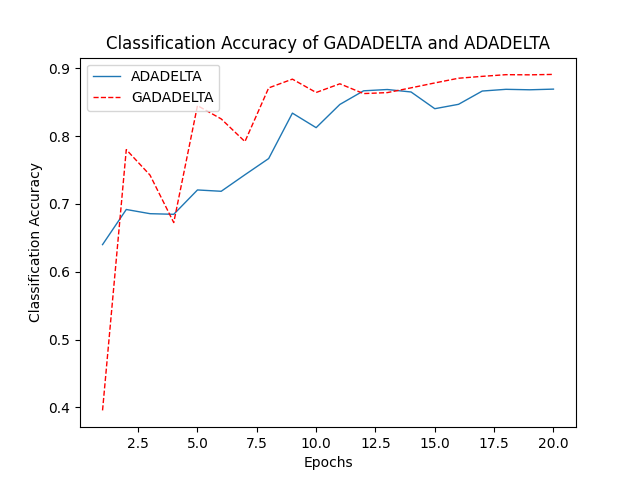 Classification Accuracy of GADADELTA and ADADELTA
ADADELTA
GADADELTA
Classification Accuracy
0.9
0.8
0.7
0.6
0.5
0.4
2.5 5.0 7.5 10.0 12.5 15.0 17.5 20.0
Epochs